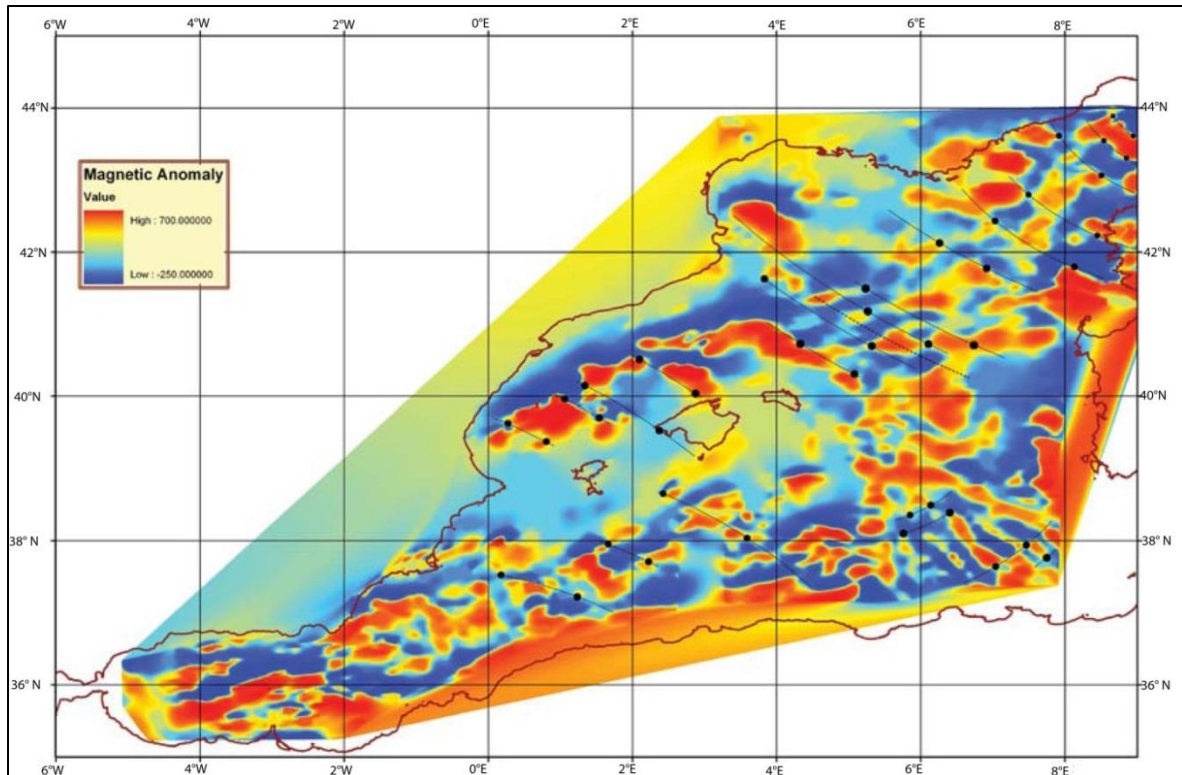 6°W 4°W 2°W 0°E 2°E 4°E 6°E 8°E
44°N 44°N
Magnetic Anomaly
Value
High : 700.000000
Low : -250.000000
42°N 42°N
40°N 40°N
38°N 38°N
36° N 36°N
6°W 4°W 2°W 0°E 2°E 4°E 6°E 8°E